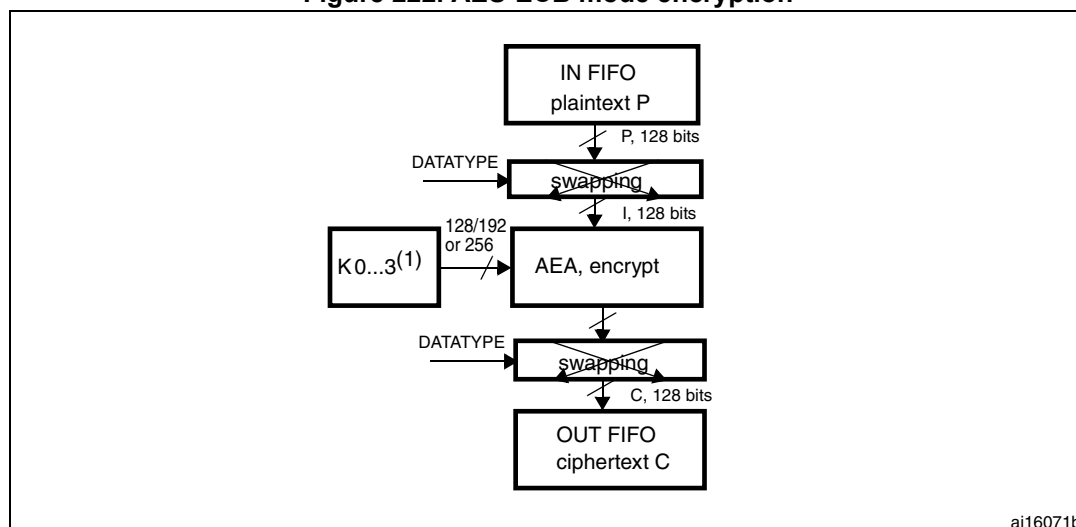 Figure 222. AES-ECB mode encryption
IN FIFO
plaintext P
P, 128 bits
DATATYPE
swapping
I, 128 bits
128/192
or 256
K0...3(1)
AEA, encrypt
DATATYPE
swapping
C, 128 bits
OUT FIFO
ciphertext C
ai16071b